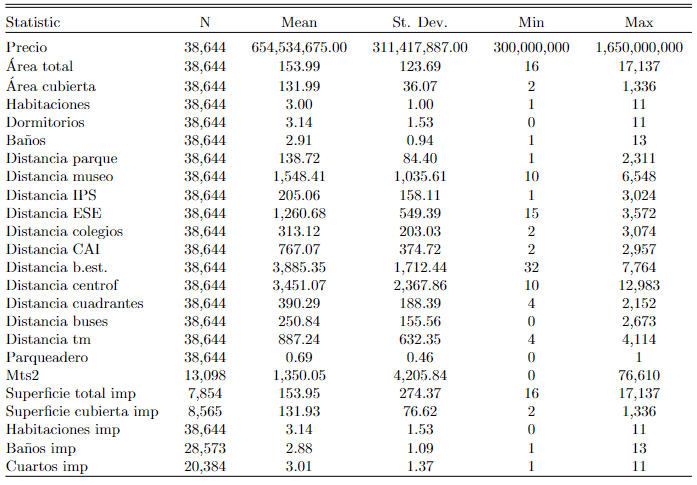 Statistic N Mean St. Dev. Min Max
Precio 38,644 654,534,675.00 311,417,887.00 300,000,000 1,650,000,000
Área total 38,644 153.99 123.69 16 17,137
Área cubierta 38,644 131.99 36.07 2 1,336
Habitaciones 38,644 3.00 1.00 1 11
Dormitorios 38,644 3.14 1.53 0 11
Baños 38,644 2.91 0.94 1 13
Distancia parque 38,644 138.72 84.40 1 2,311
Distancia museo 38,644 1,548.41 1,035.61 10 6,548
Distancia IPS 38,644 205.06 158.11 1 3,024
Distancia ESE 38,644 1,260.68 549.39 15 3,572
Distancia colegios 38,644 313.12 203.03 2 3,074
Distancia CAI 38,644 767.07 374.72 2 2,957
Distancia b.est. 38,644 3,885.35 1,712.44 32 7,764
Distancia centrof 38,644 3,451.07 2,367.86 10 12,983
Distancia cuadrantes 38,644 390.29 188.39 4 2,152
Distancia buses 38,644 250.84 155.56 0 2,673
Distancia tm 38,644 887.24 632.35 4 4,114
Parqueadero 38,644 0.69 0.46 0 1
Mts2 13,098 1,350.05 4,205.84 0 76,610
Superficie total imp 7,854 153.95 274.37 16 17,137
Superficie cubierta imp 8,565 131.93 76.62 2 1,336
Habitaciones imp 38,644 3.14 1.53 0 11
Baños imp 28,573 2.88 1.09 1 13
Cuartos imp 20,384 3.01 1.37 1 11